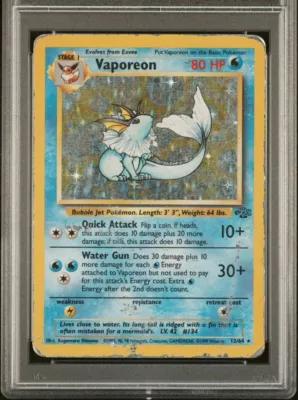 STAGE 1
Evolves from Eevee
Put Vaporeon on the Basic Pokémon
Vaporeon
80 HP
Bubble Jet Pokémon. Length: 3' 3", Weight: 64 lbs.
Quick Attack Flip a coin. If heads,
this attack does 10 damage plus 20 more
damage; if tails, this attack does 10 damage.
10+
Water Gun Does 30 damage plus 10
more damage for each Energy
attached to Vaporeon but not used to pay
for this attack's Energy cost. Extra
Energy after the 2nd doesn't count.
30+
weakness
resistance
retreat cost
Lives close to water. Its long tail is ridged with a fin that is
often mistaken for a mermaid's. LV. 42 #134
12/64